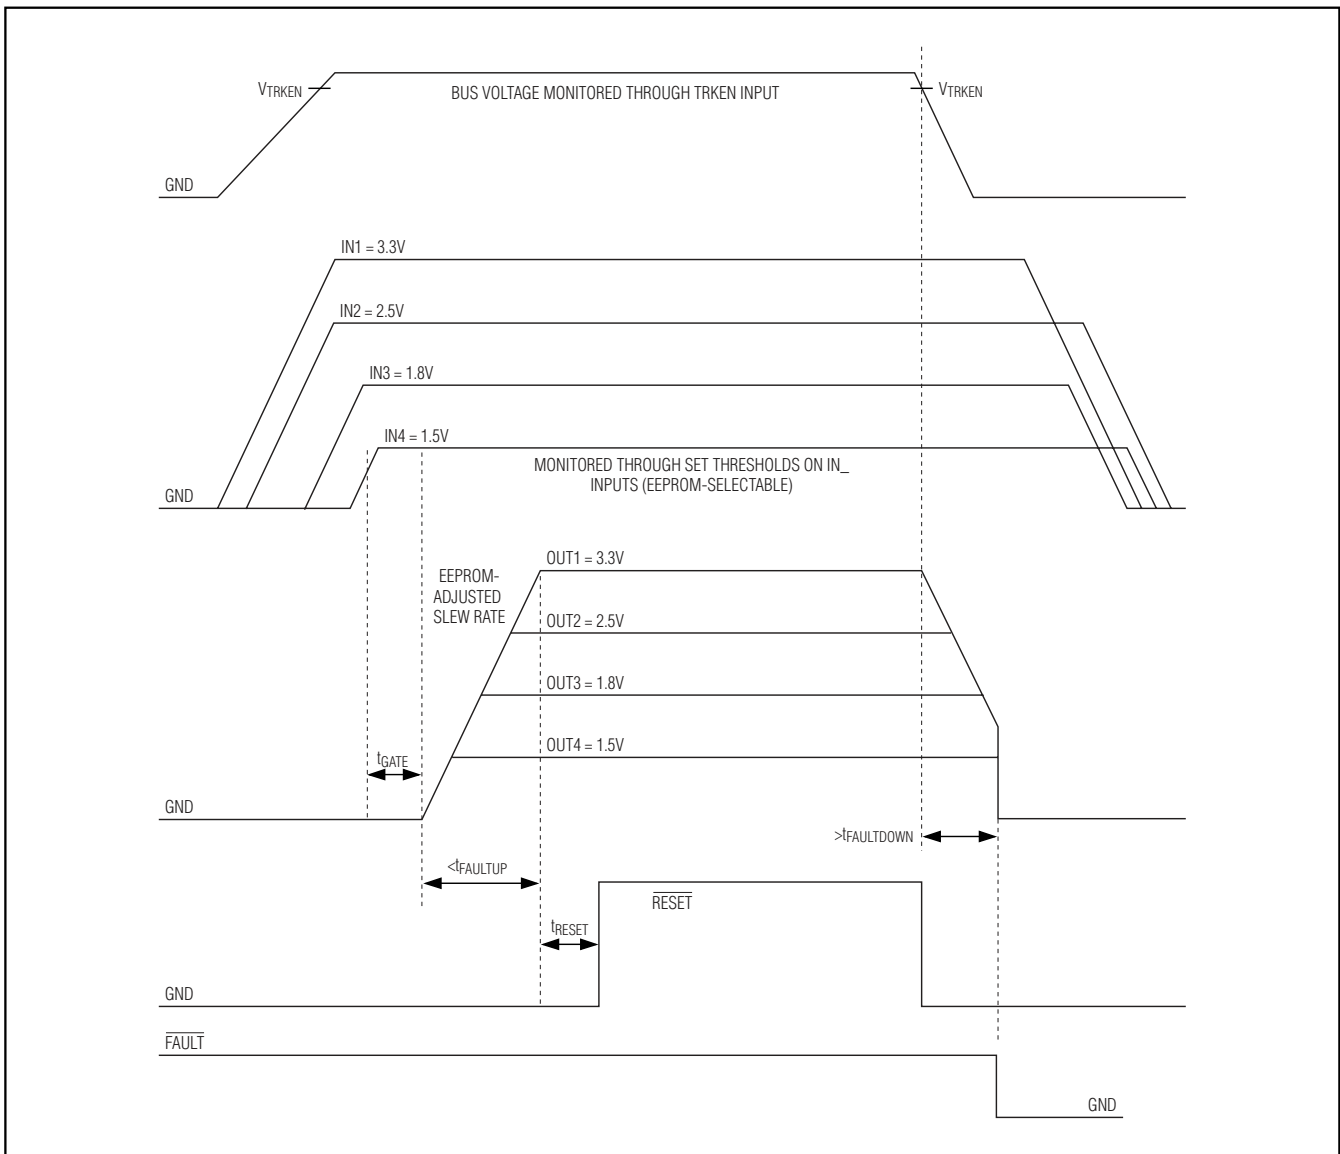 VTRKEN
BUS VOLTAGE MONITORED THROUGH TRKEN INPUT
VTRKEN
GND
IN1 = 3.3V
IN2 = 2.5V
IN3 = 1.8V
IN4 = 1.5V
MONITORED THROUGH SET THRESHOLDS ON IN_
INPUTS (EEPROM-SELECTABLE)
GND
OUT1 = 3.3V
EEPROM-
ADJUSTED
SLEW RATE
OUT2 = 2.5V
OUT3 = 1.8V
OUT4 = 1.5V
tGATE
GND
>tFAULTDOWN
<tFAULTUP
RESET
tRESET
GND
FAULT
GND